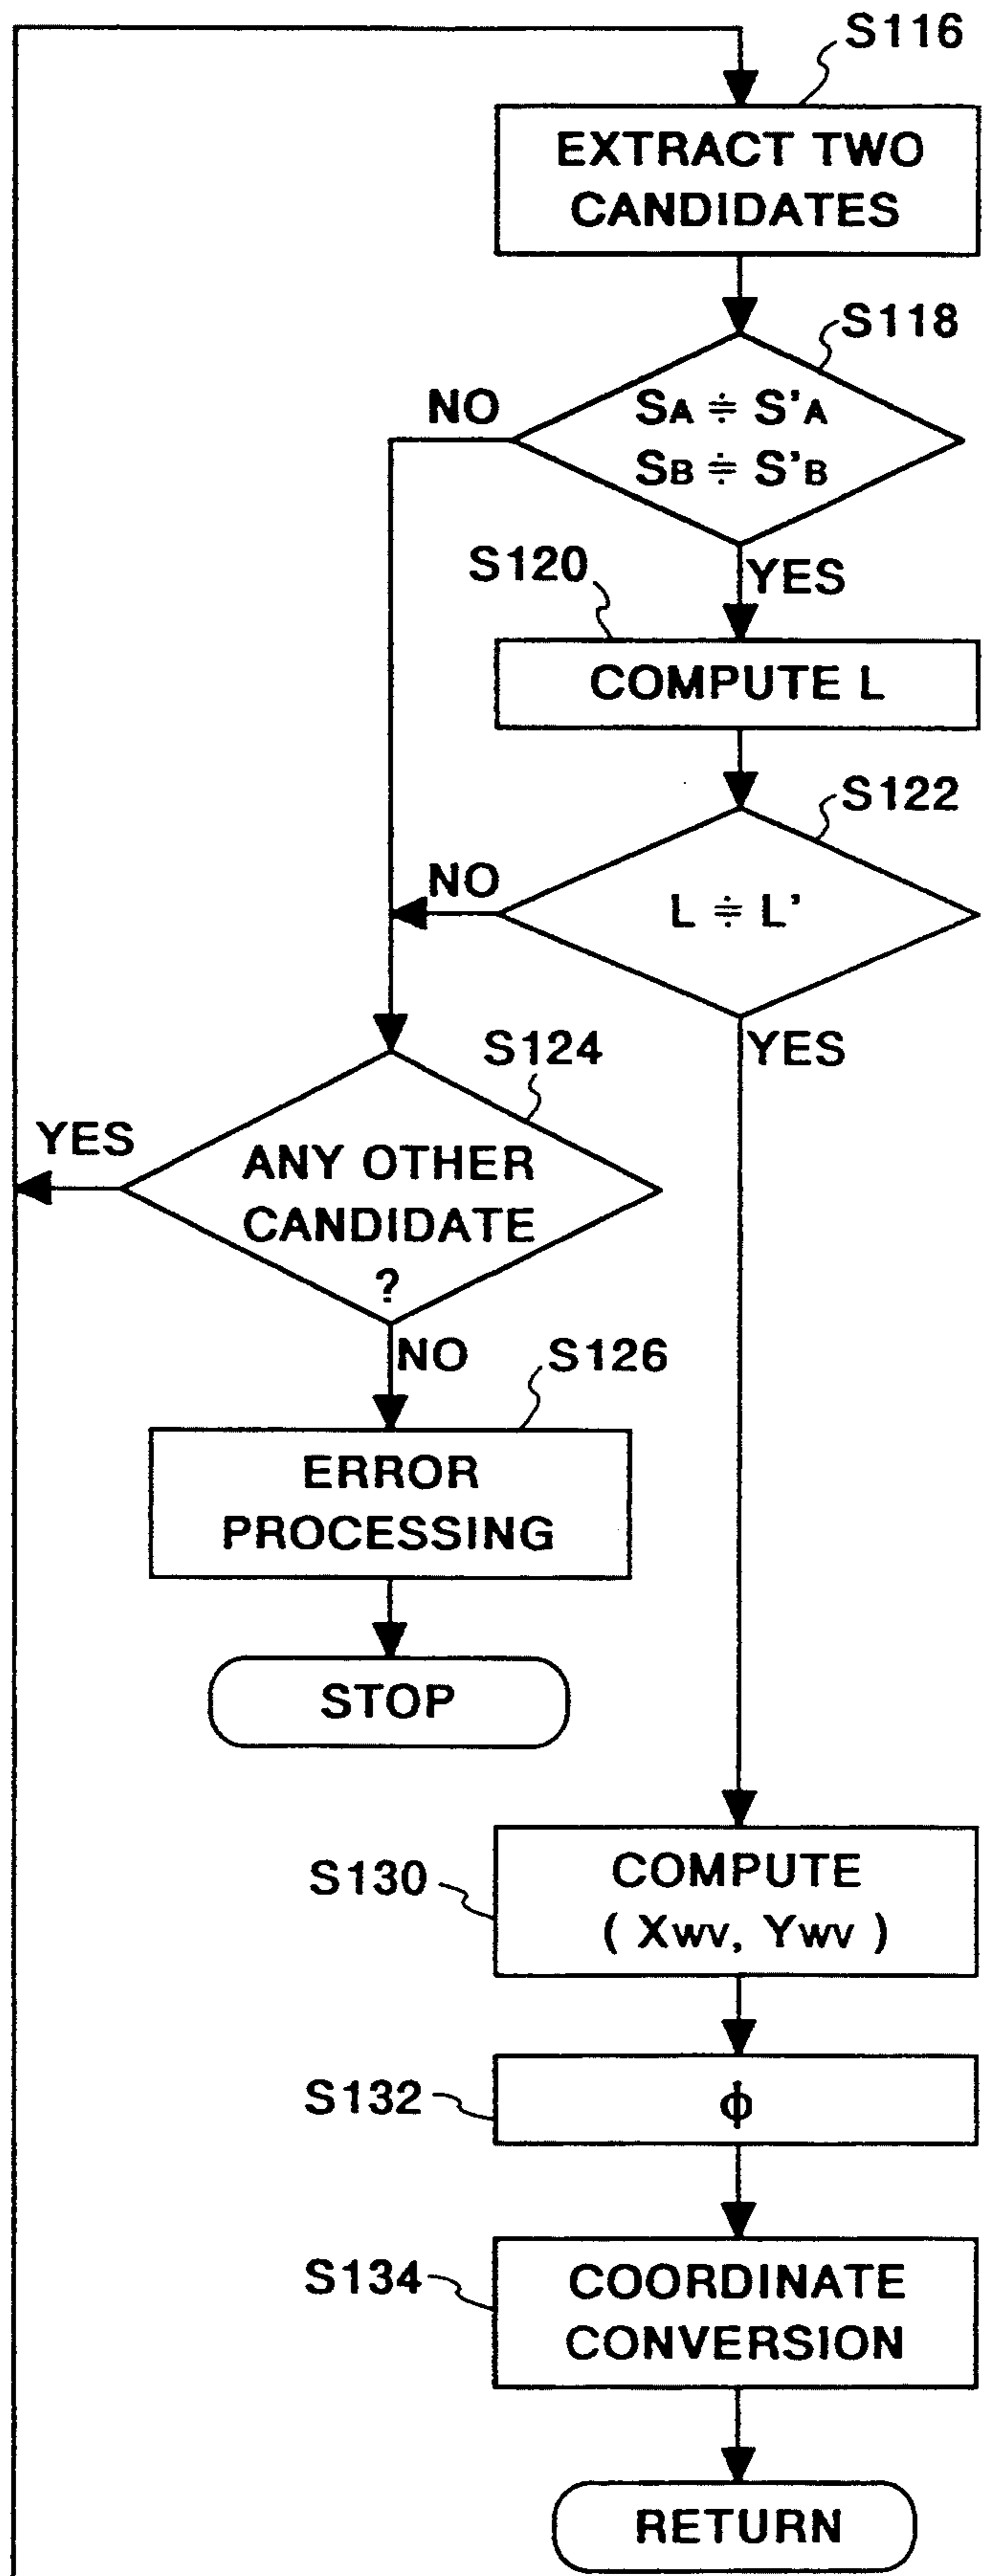 S116
EXTRACT TWO
CANDIDATES
S118
NO
SA ≒ S'A
SB ≒ S'B
YES
S120
COMPUTE L
S122
NO
L ≒ L'
YES
S124
YES
ANY OTHER
CANDIDATE
?
NO
S126
ERROR
PROCESSING
STOP
S130
COMPUTE
( XWV, YWV )
S132
ϕ
S134
COORDINATE
CONVERSION
RETURN